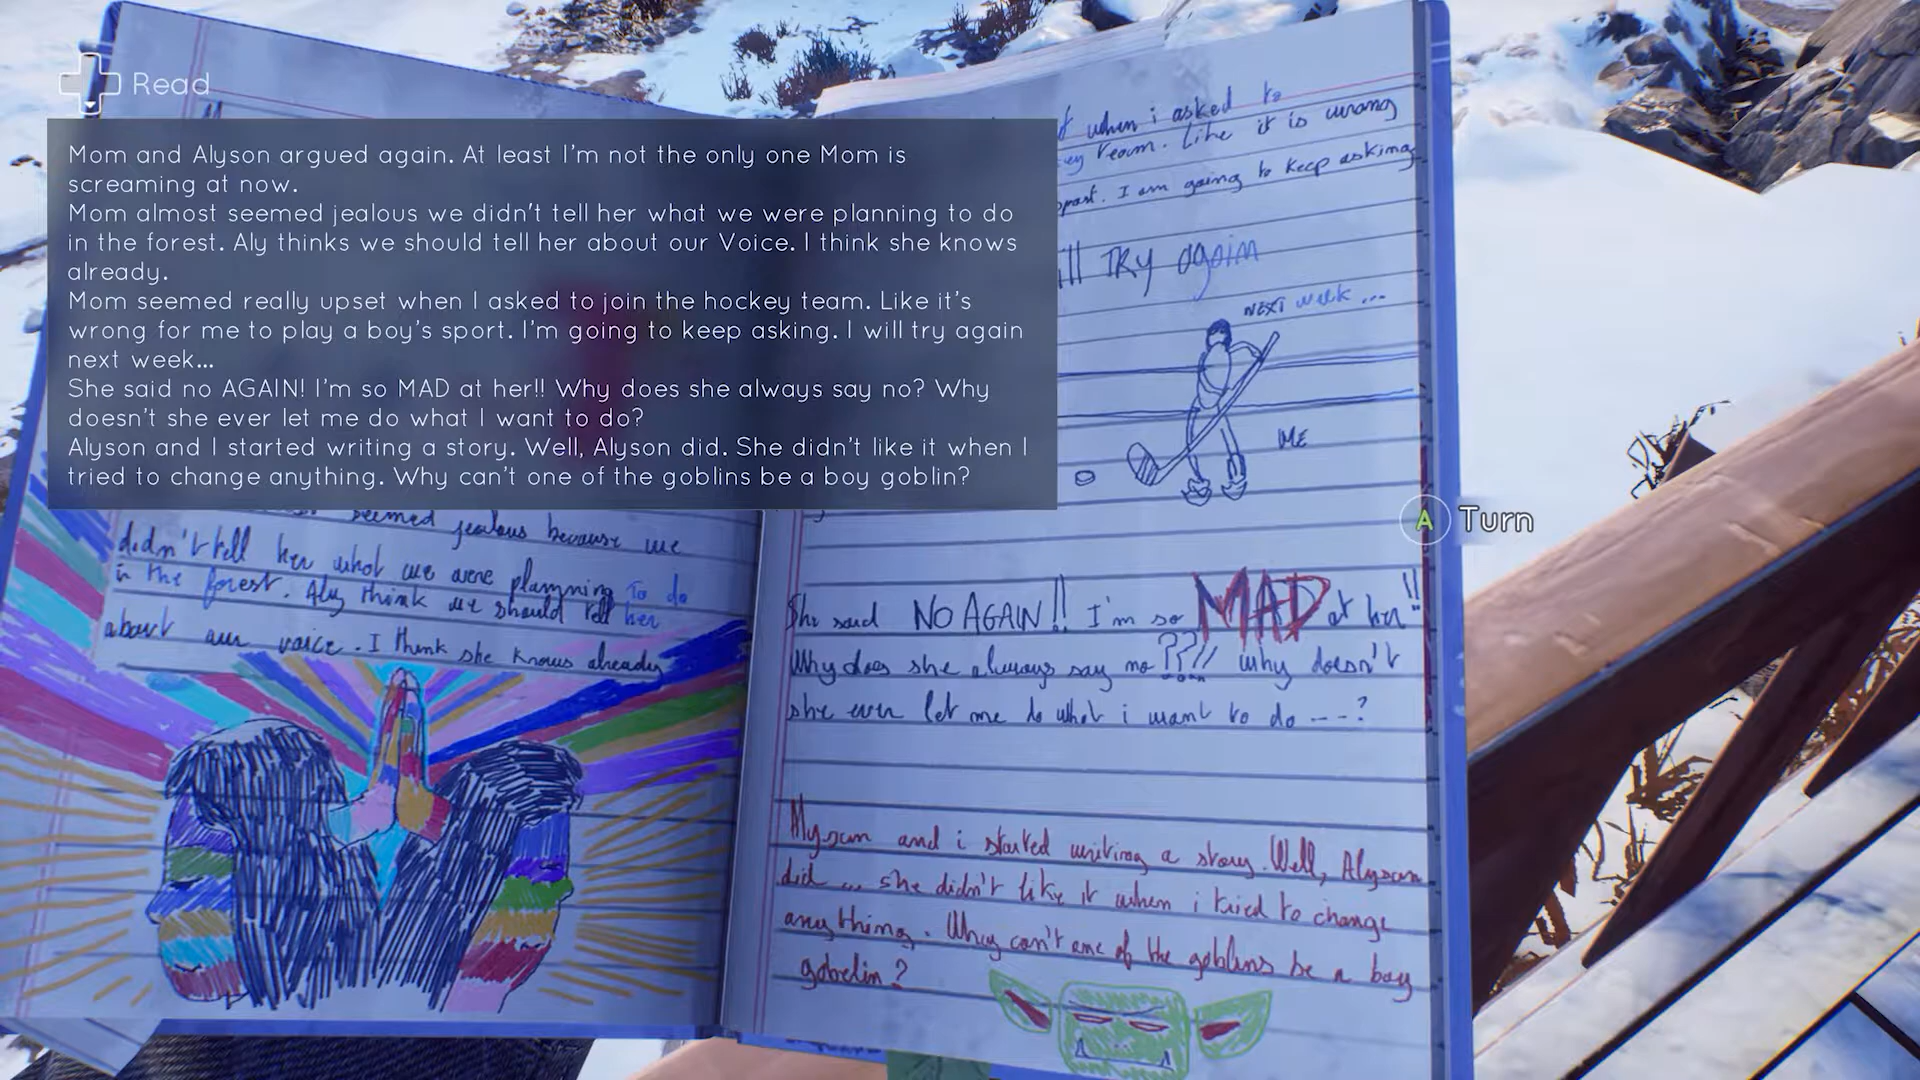 Read
Mom and Alyson argued again. At least I'm not the only one Mom is
screaming at now.
Mom almost seemed jealous we didn't tell her what we were planning to do
in the forest. Aly thinks we should tell her about our Voice. I think she knows
already.
Mom seemed really upset when I asked to join the hockey team. Like it's
wrong for me to play a boy's sport. I'm going to keep asking. I will try again
next week...
She said no AGAIN! I'm so MAD at her!! Why does she always say no? Why
doesn't she ever let me do what I want to do?
Alyson and I started writing a story. Well, Alyson did. She didn't like it when I
tried to change anything. Why can't one of the goblins be a boy goblin?
seemed jealous because we
didn't tell her what we were planning To do
in the forest. Aly think we should tell her
about our voice. I think she knows already
when i asked to
team. Like it is wrong
sport. I am going to keep asking
TRY again
NEXT week ...
ME
She said NO AGAIN!! I'm so MAD at her!!
Why does she always say no ??!! why doesn't
she ever let me do what i want to do ---?
Alyson and i started writing a story. Well, Alyson
did ... she didn't like it when i tried to change
anything. Why can't one of the goblins be a boy
gobelin?
A Turn